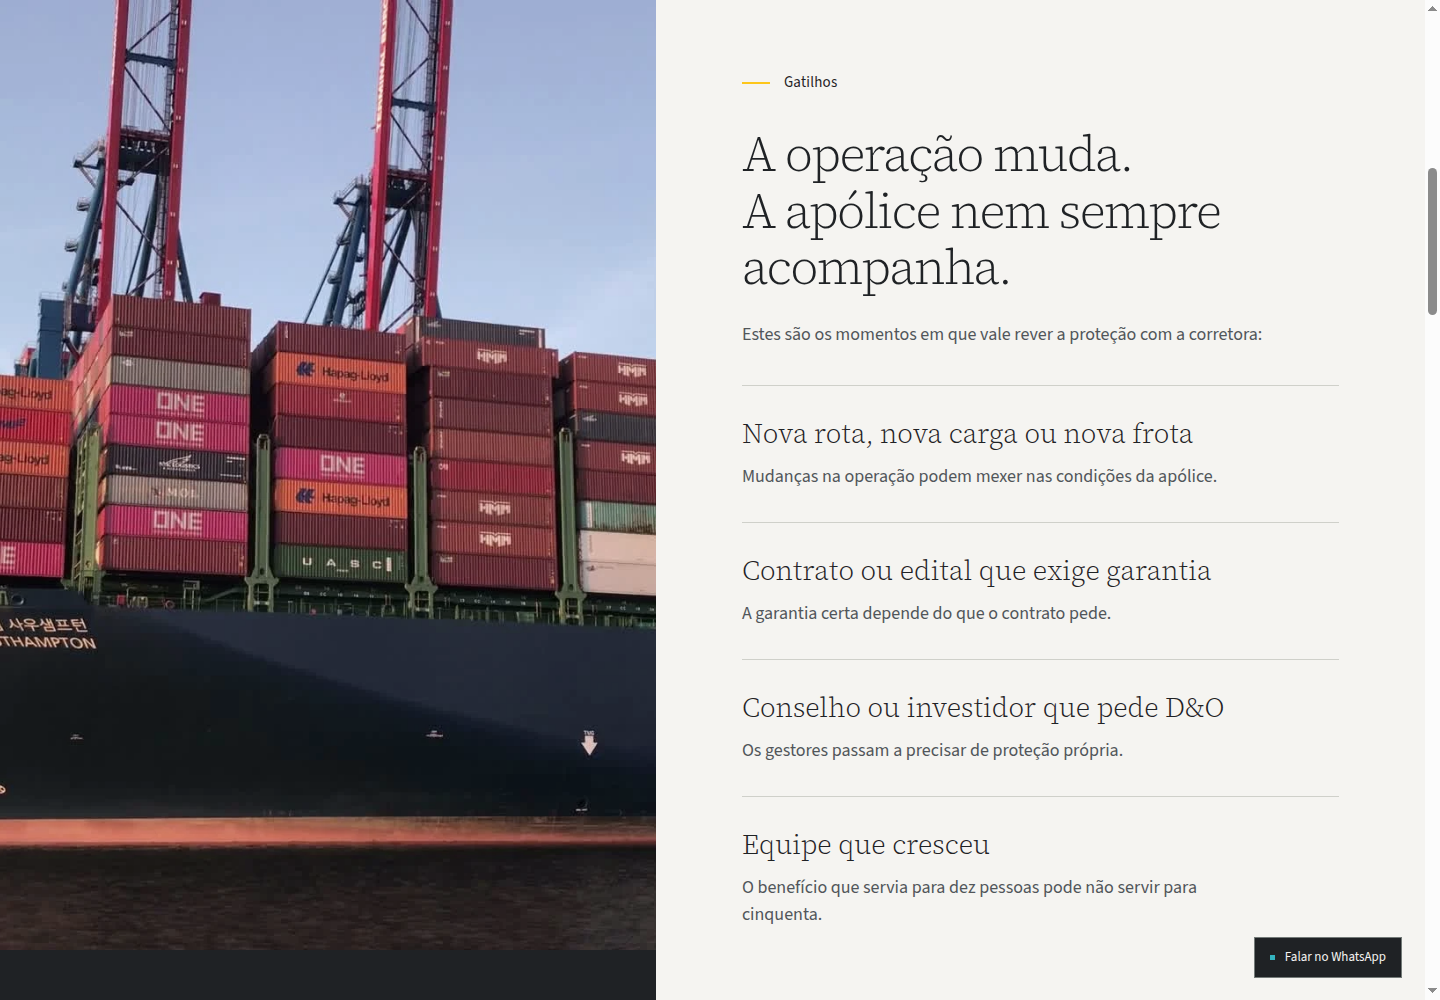 Gatilhos
A operação muda.
A apólice nem sempre
acompanha.
Estes são os momentos em que vale rever a proteção com a corretora:
Nova rota, nova carga ou nova frota
Mudanças na operação podem mexer nas condições da apólice.
Contrato ou edital que exige garantia
A garantia certa depende do que o contrato pede.
Conselho ou investidor que pede D&O
Os gestores passam a precisar de proteção própria.
Equipe que cresceu
O benefício que servia para dez pessoas pode não servir para
cinquenta.
Falar no WhatsApp
HMM
HMM
HMM
Hapag-Lloyd
HMM
ONE
ONE
ONE
HMM
MOL
Hapag-Lloyd
HMM
ONE
HMM
UASC
사우샘프턴
THAMPTON
TUG